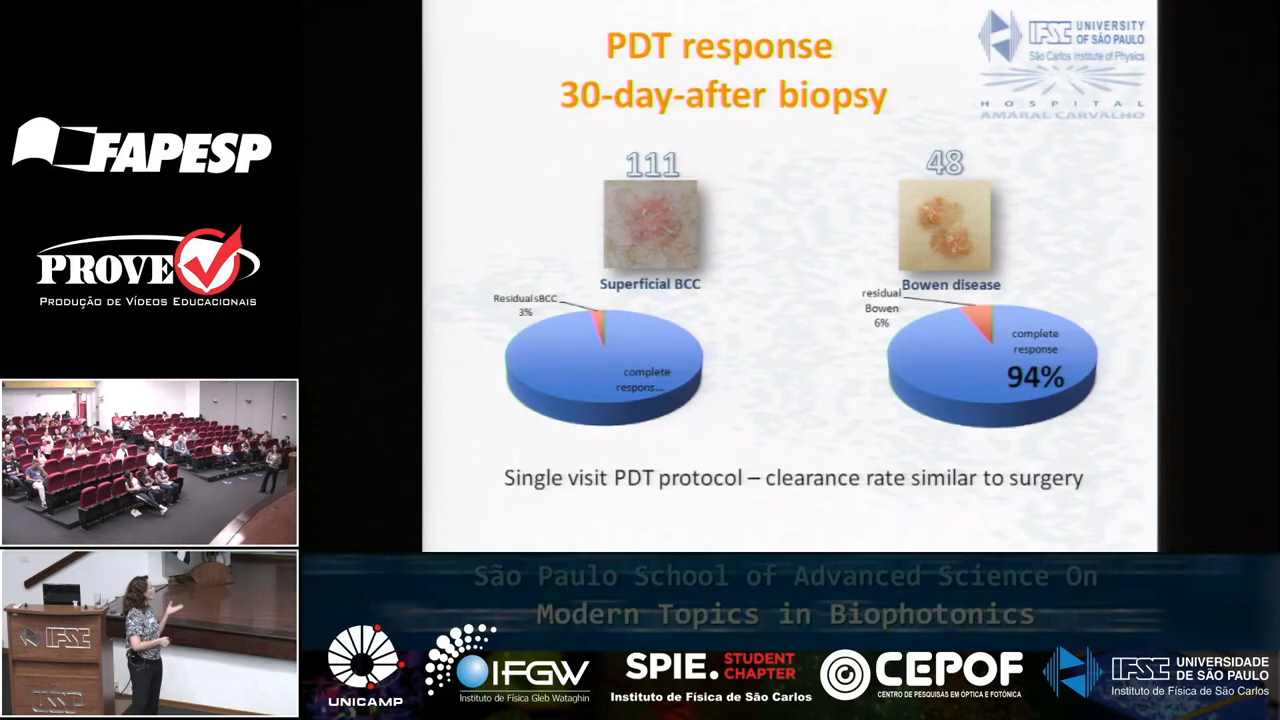 FAPESP
PROVE
PRODUÇÃO DE VÍDEOS EDUCACIONAIS
PDT response
30-day-after biopsy
IFSC UNIVERSITY
OF SÃO PAULO
São Carlos Institute of Physics
HOSPITAL
AMARAL CARVALHO
111
48
Superficial BCC
Bowen disease
ResidualsBCC
3%
complete
respons...
residual
Bowen
6%
complete
response
94%
Single visit PDT protocol – clearance rate similar to surgery
IFSC
USP
São Paulo School of Advanced Science On
Modern Topics in Biophotonics
UNICAMP
IFGW
Instituto de Física Gleb Wataghin
SPIE. STUDENT
CHAPTER
Instituto de Física de São Carlos
CEPOF
CENTRO DE PESQUISAS EM ÓPTICA E FOTÔNICA
IFSC UNIVERSIDADE
DE SÃO PAULO
Instituto de Física de São Carlos